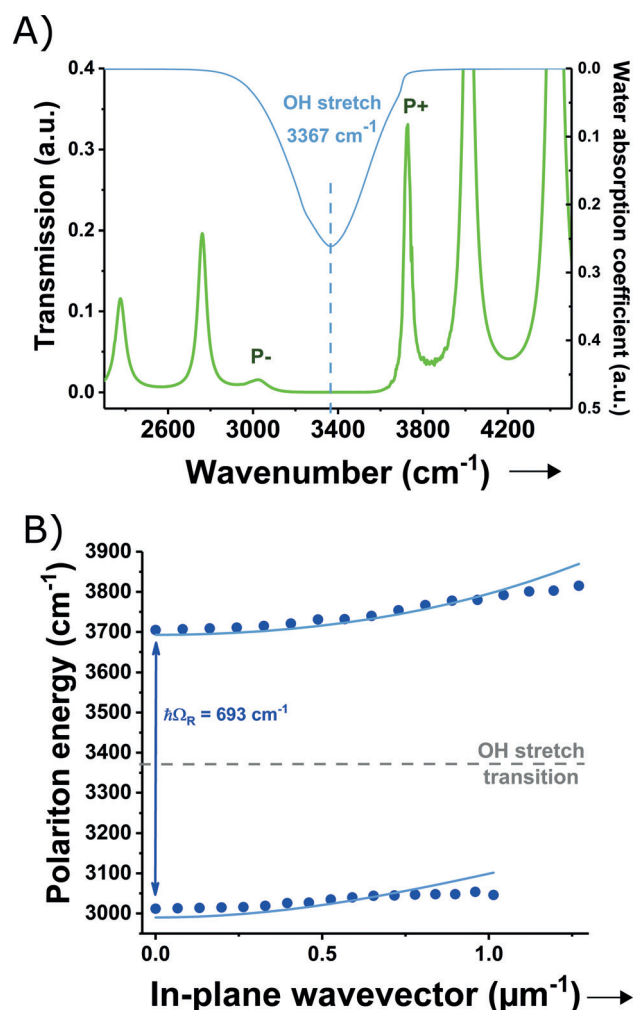 A)
Transmission (a.u.)
0.4
0.3
0.2
0.1
0.0
OH stretch
3367 cm⁻¹
P+
P-
0.0
0.1
0.2
0.3
0.4
0.5
Water absorption
coefficient (a.u.)
2600 3000 3400 3800 4200
Wavenumber (cm⁻¹)
B)
Polariton energy (cm⁻¹)
3900
3800
3700
3600
3500
3400
3300
3200
3100
3000
ℏΩ_R = 693 cm⁻¹
OH stretch
transition
0.0 0.5 1.0
In-plane wavevector (µm⁻¹)